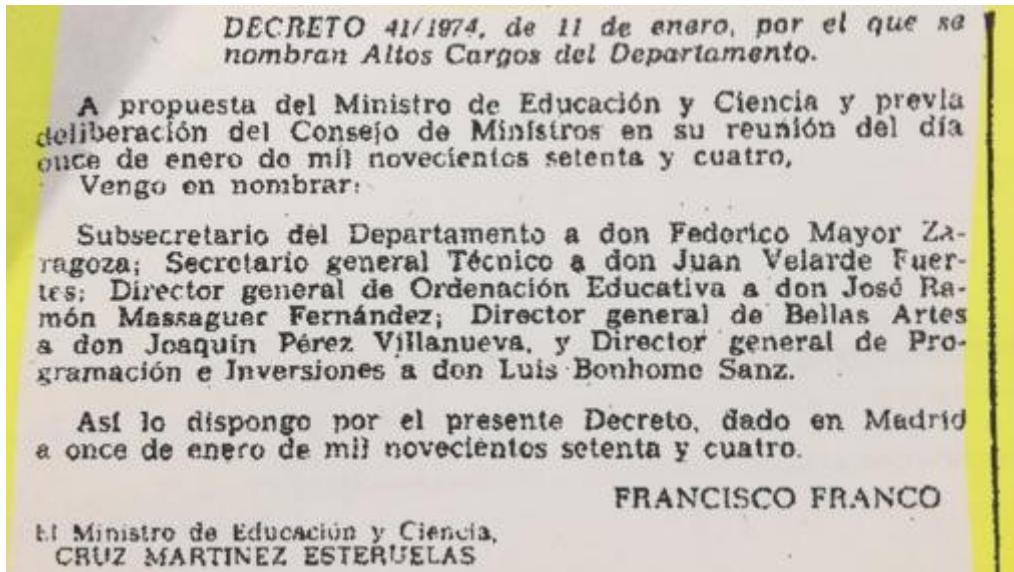 DECRETO 41/1974, de 11 de enero, por el que se
nombran Altos Cargos del Departamento.
A propuesta del Ministro de Educación y Ciencia y previa
deliberación del Consejo de Ministros en su reunión del día
once de enero de mil novecientos setenta y cuatro,
Vengo en nombrar:
Subsecretario del Departamento a don Federico Mayor Za-
ragoza; Secretario general Técnico a don Juan Velarde Fuer-
tes; Director general de Ordenación Educativa a don José Ra-
món Massaguer Fernández; Director general de Bellas Artes
a don Joaquín Pérez Villanueva, y Director general de Pro-
gramación e Inversiones a don Luis Bonhome Sanz.
Así lo dispongo por el presente Decreto, dado en Madrid
a once de enero de mil novecientos setenta y cuatro.
FRANCISCO FRANCO
El Ministro de Educación y Ciencia,
CRUZ MARTINEZ ESTERUELAS